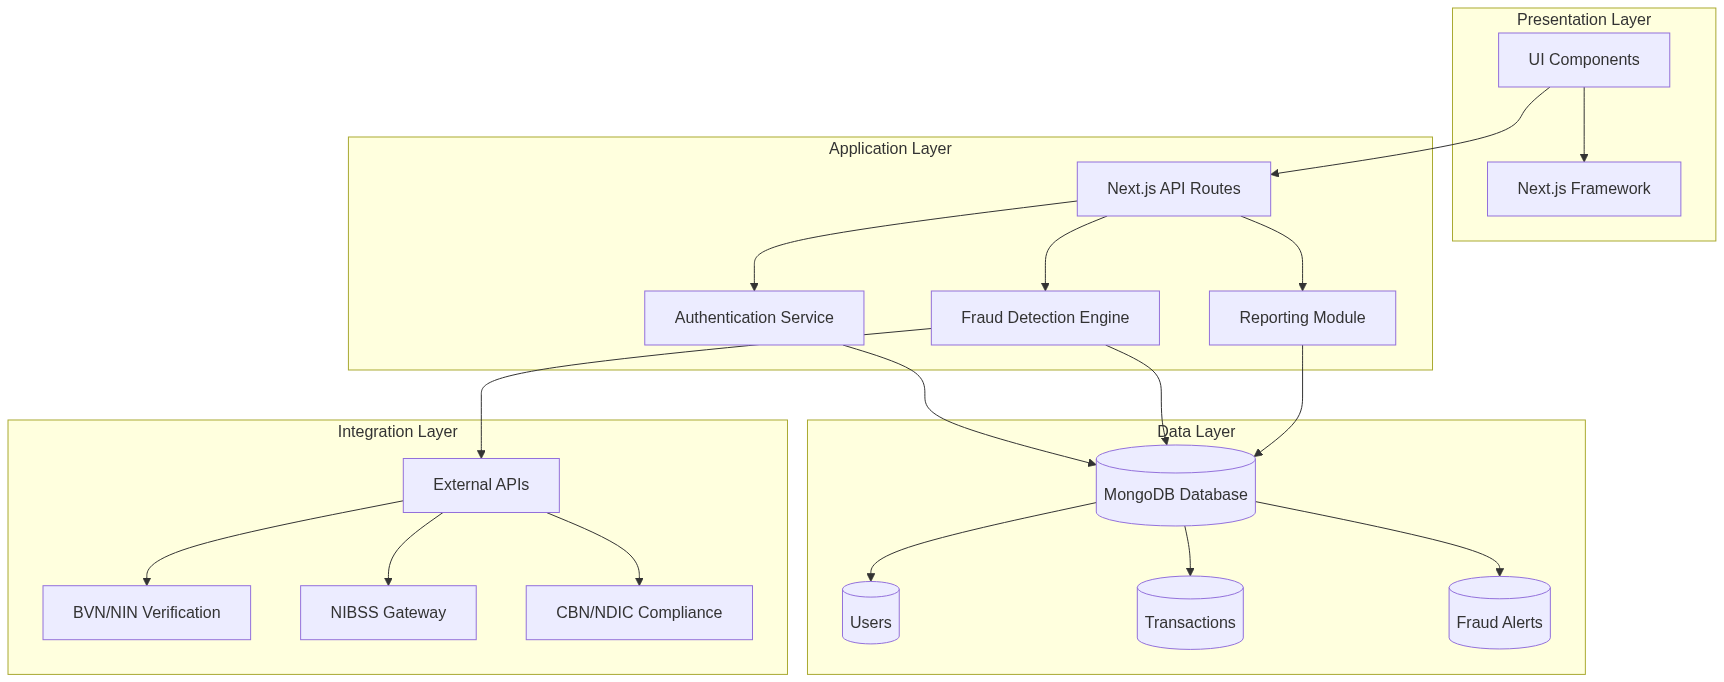 Presentation Layer
UI Components
Next.js Framework
Application Layer
Next.js API Routes
Authentication Service
Fraud Detection Engine
Reporting Module
Integration Layer
External APIs
BVN/NIN Verification
NIBSS Gateway
CBN/NDIC Compliance
Data Layer
MongoDB Database
Users
Transactions
Fraud Alerts